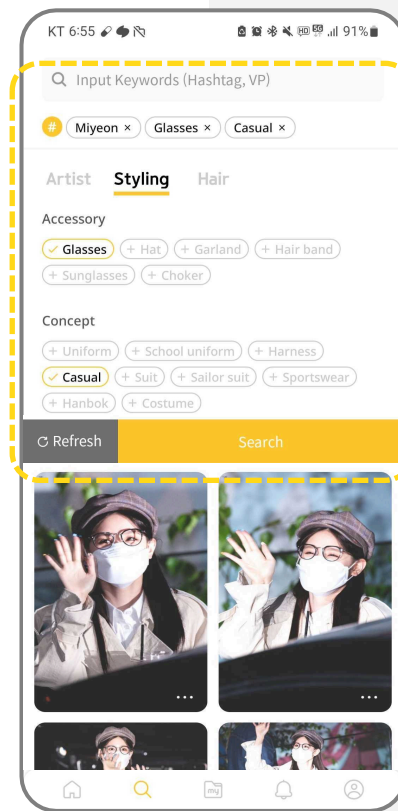 KT 6:55 91%
Input Keywords (Hashtag, VP)
# Miyeon × Glasses × Casual ×
Artist Styling Hair
Accessory
✓ Glasses + Hat + Garland + Hair band
+ Sunglasses + Choker
Concept
+ Uniform + School uniform + Harness
✓ Casual + Suit + Sailor suit + Sportswear
+ Hanbok + Costume
Refresh Search
my